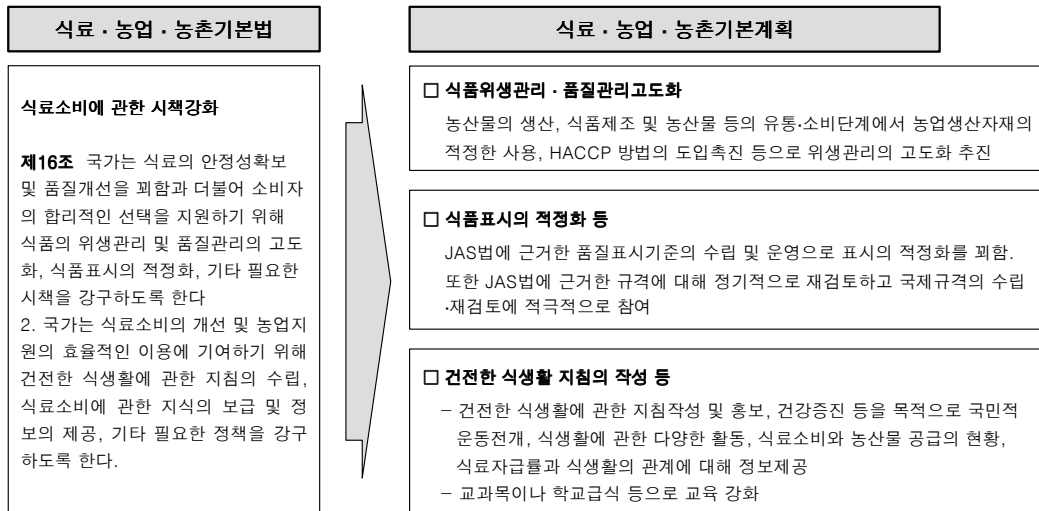 식료·농업·농촌기본법
식료소비에 관한 시책강화
제16조 국가는 식료의 안정성확보
및 품질개선을 꾀함과 더불어 소비자
의 합리적인 선택을 지원하기 위해
식품의 위생관리 및 품질관리의 고도
화, 식품표시의 적정화, 기타 필요한
시책을 강구하도록 한다
2. 국가는 식료소비의 개선 및 농업지
원의 효율적인 이용에 기여하기 위해
건전한 식생활에 관한 지침의 수립,
식료소비에 관한 지식의 보급 및 정
보의 제공, 기타 필요한 정책을 강구
하도록 한다.
식료·농업·농촌기본계획
□ 식품위생관리·품질관리고도화
농산물의 생산, 식품제조 및 농산물 등의 유통·소비단계에서 농업생산자재의
적정한 사용, HACCP 방법의 도입촉진 등으로 위생관리의 고도화 추진
□ 식품표시의 적정화 등
JAS법에 근거한 품질표시기준의 수립 및 운영으로 표시의 적정화를 꾀함.
또한 JAS법에 근거한 규격에 대해 정기적으로 재검토하고 국제규격의 수립
·재검토에 적극적으로 참여
□ 건전한 식생활 지침의 작성 등
- 건전한 식생활에 관한 지침작성 및 홍보, 건강증진 등을 목적으로 국민적
운동전개, 식생활에 관한 다양한 활동, 식료소비와 농산물 공급의 현황,
식료자급률과 식생활의 관계에 대해 정보제공
- 교과목이나 학교급식 등으로 교육 강화